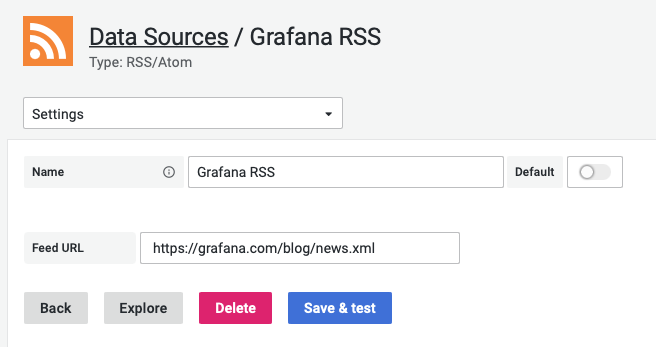 Data Sources / Grafana RSS
Type: RSS/Atom
Settings
Name Grafana RSS Default
Feed URL https://grafana.com/blog/news.xml
Back Explore Delete Save & test